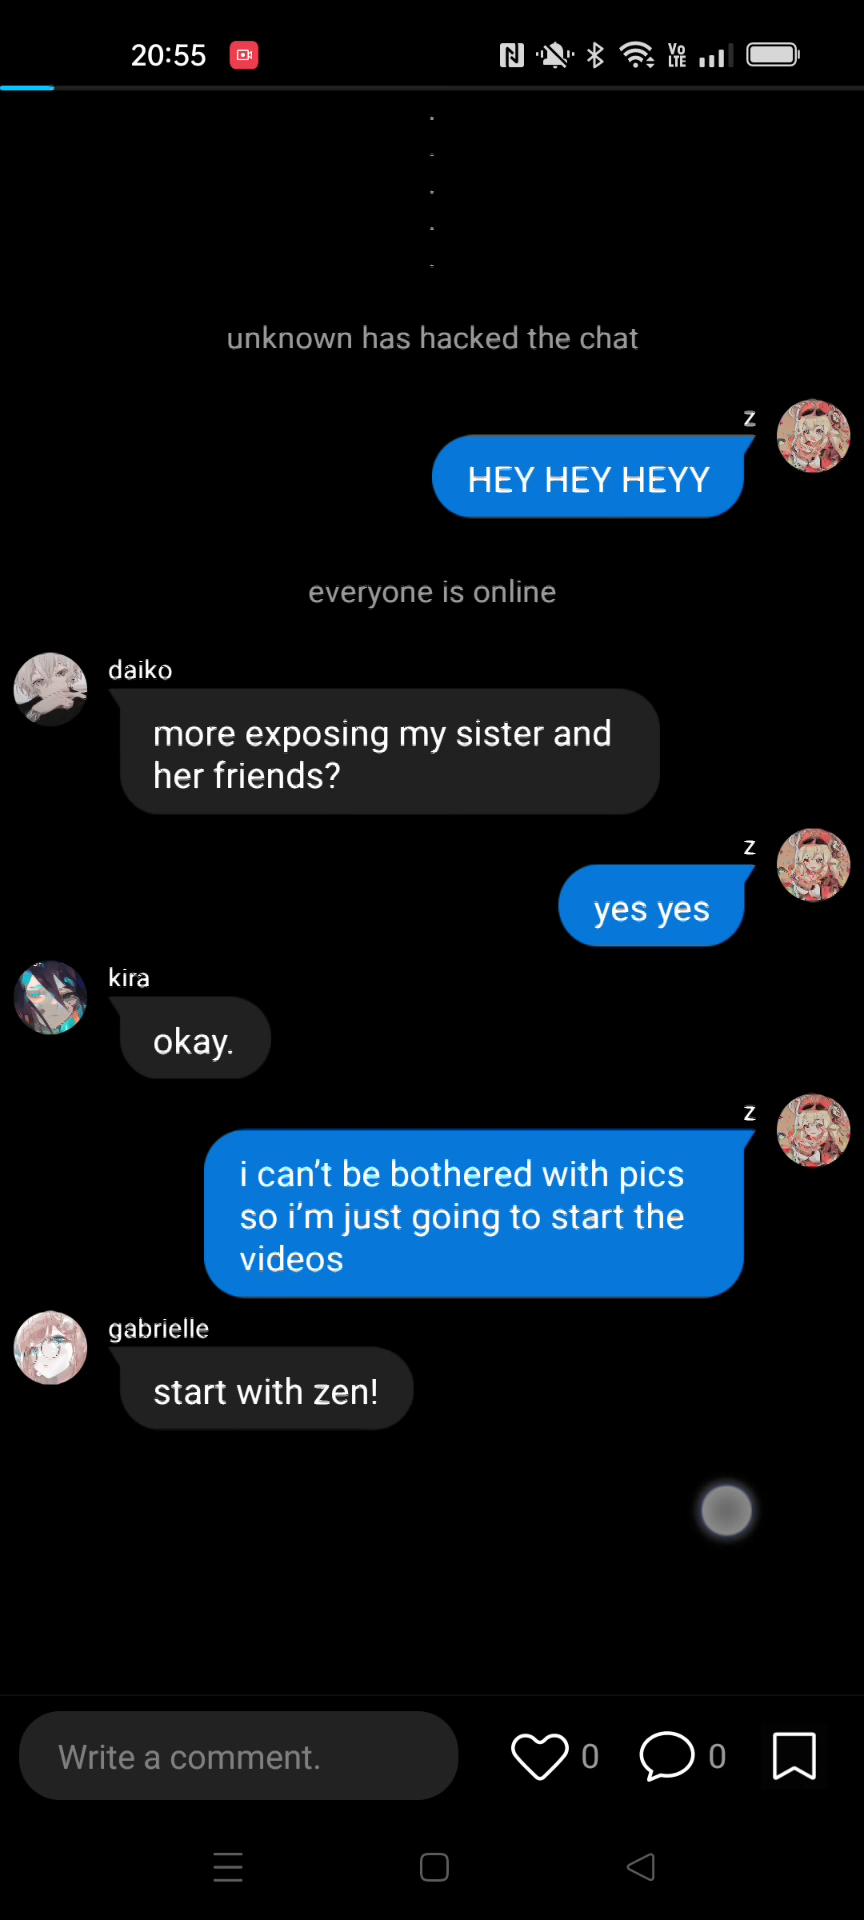 20:55
Vo
LTE
unknown has hacked the chat
z
HEY HEY HEYY
everyone is online
daiko
more exposing my sister and
her friends?
z
yes yes
kira
okay.
z
i can’t be bothered with pics
so i’m just going to start the
videos
gabrielle
start with zen!
Write a comment.
0
0